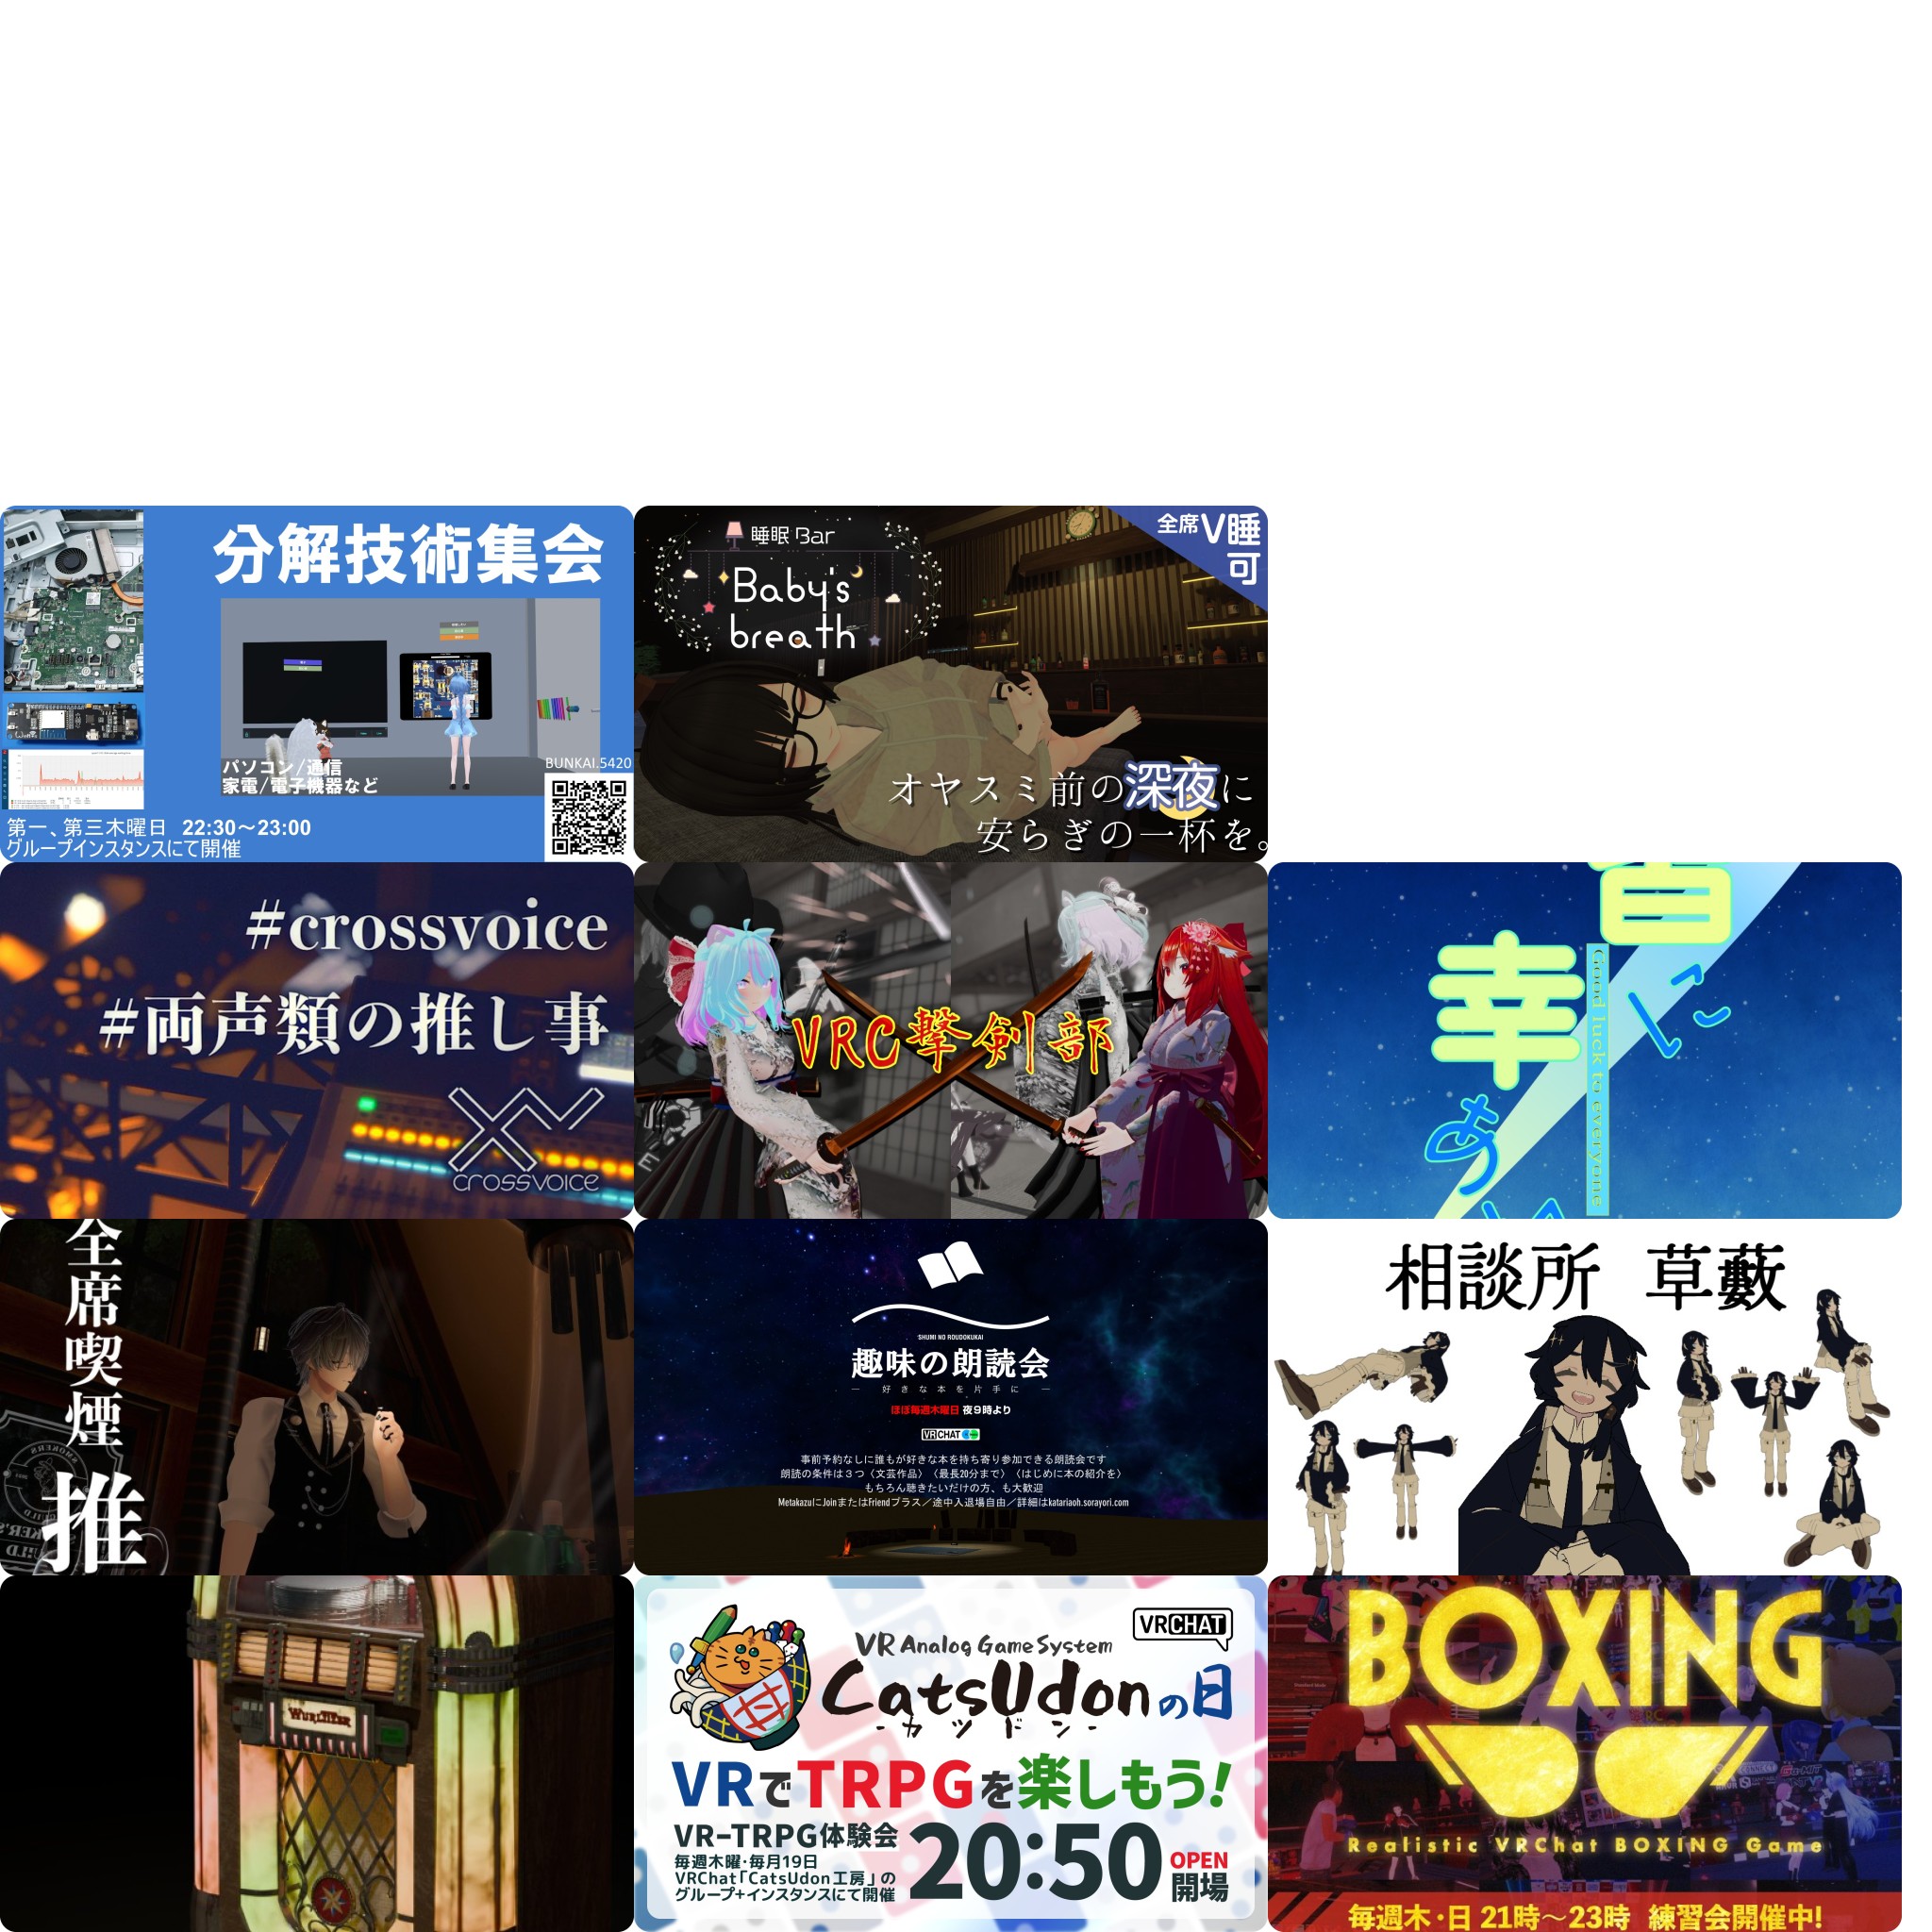 分解技術集会
パソコン/通信
家電/電子機器など
BUNKAI.5420
第一、第三木曜日 22:30～23:00
グループインスタンスにて開催
睡眠 Bar
Baby's
breath
全席V睡
可
オヤスミ前の深夜に
安らぎの一杯を。
#crossvoice
#両声類の推し事
crossvoice
VRC撃剣部
皆
に
幸
あ
Good luck to everyone
全席喫煙
推
SHUMI NO ROUDOKUKAI
趣味の朗読会
― 好きな本を片手に ―
ほぼ毎週木曜日 夜9時より
VRCHAT
事前予約なしに誰もが好きな本を持ち寄り参加できる朗読会です
朗読の条件は３つ〈文芸作品〉〈最長20分まで〉〈はじめに本の紹介を〉
もちろん聴きたいだけの方、も大歓迎
MetakazuにJoinまたはFriendプラス／途中入退場自由／詳細はkatariaoh.sorayori.com
相談所 草藪
WURLITZER
VRCHAT
VR Analog Game System
CatsUdonの日
-カツドン-
VRでTRPGを楽しもう!
VR-TRPG体験会
毎週木曜・毎月19日
VRChat「CatsUdon工房」の
グループ+インスタンスにて開催
20:50
OPEN
開場
BOXING
Realistic VRChat BOXING Game
毎週木・日 21時～23時 練習会開催中!